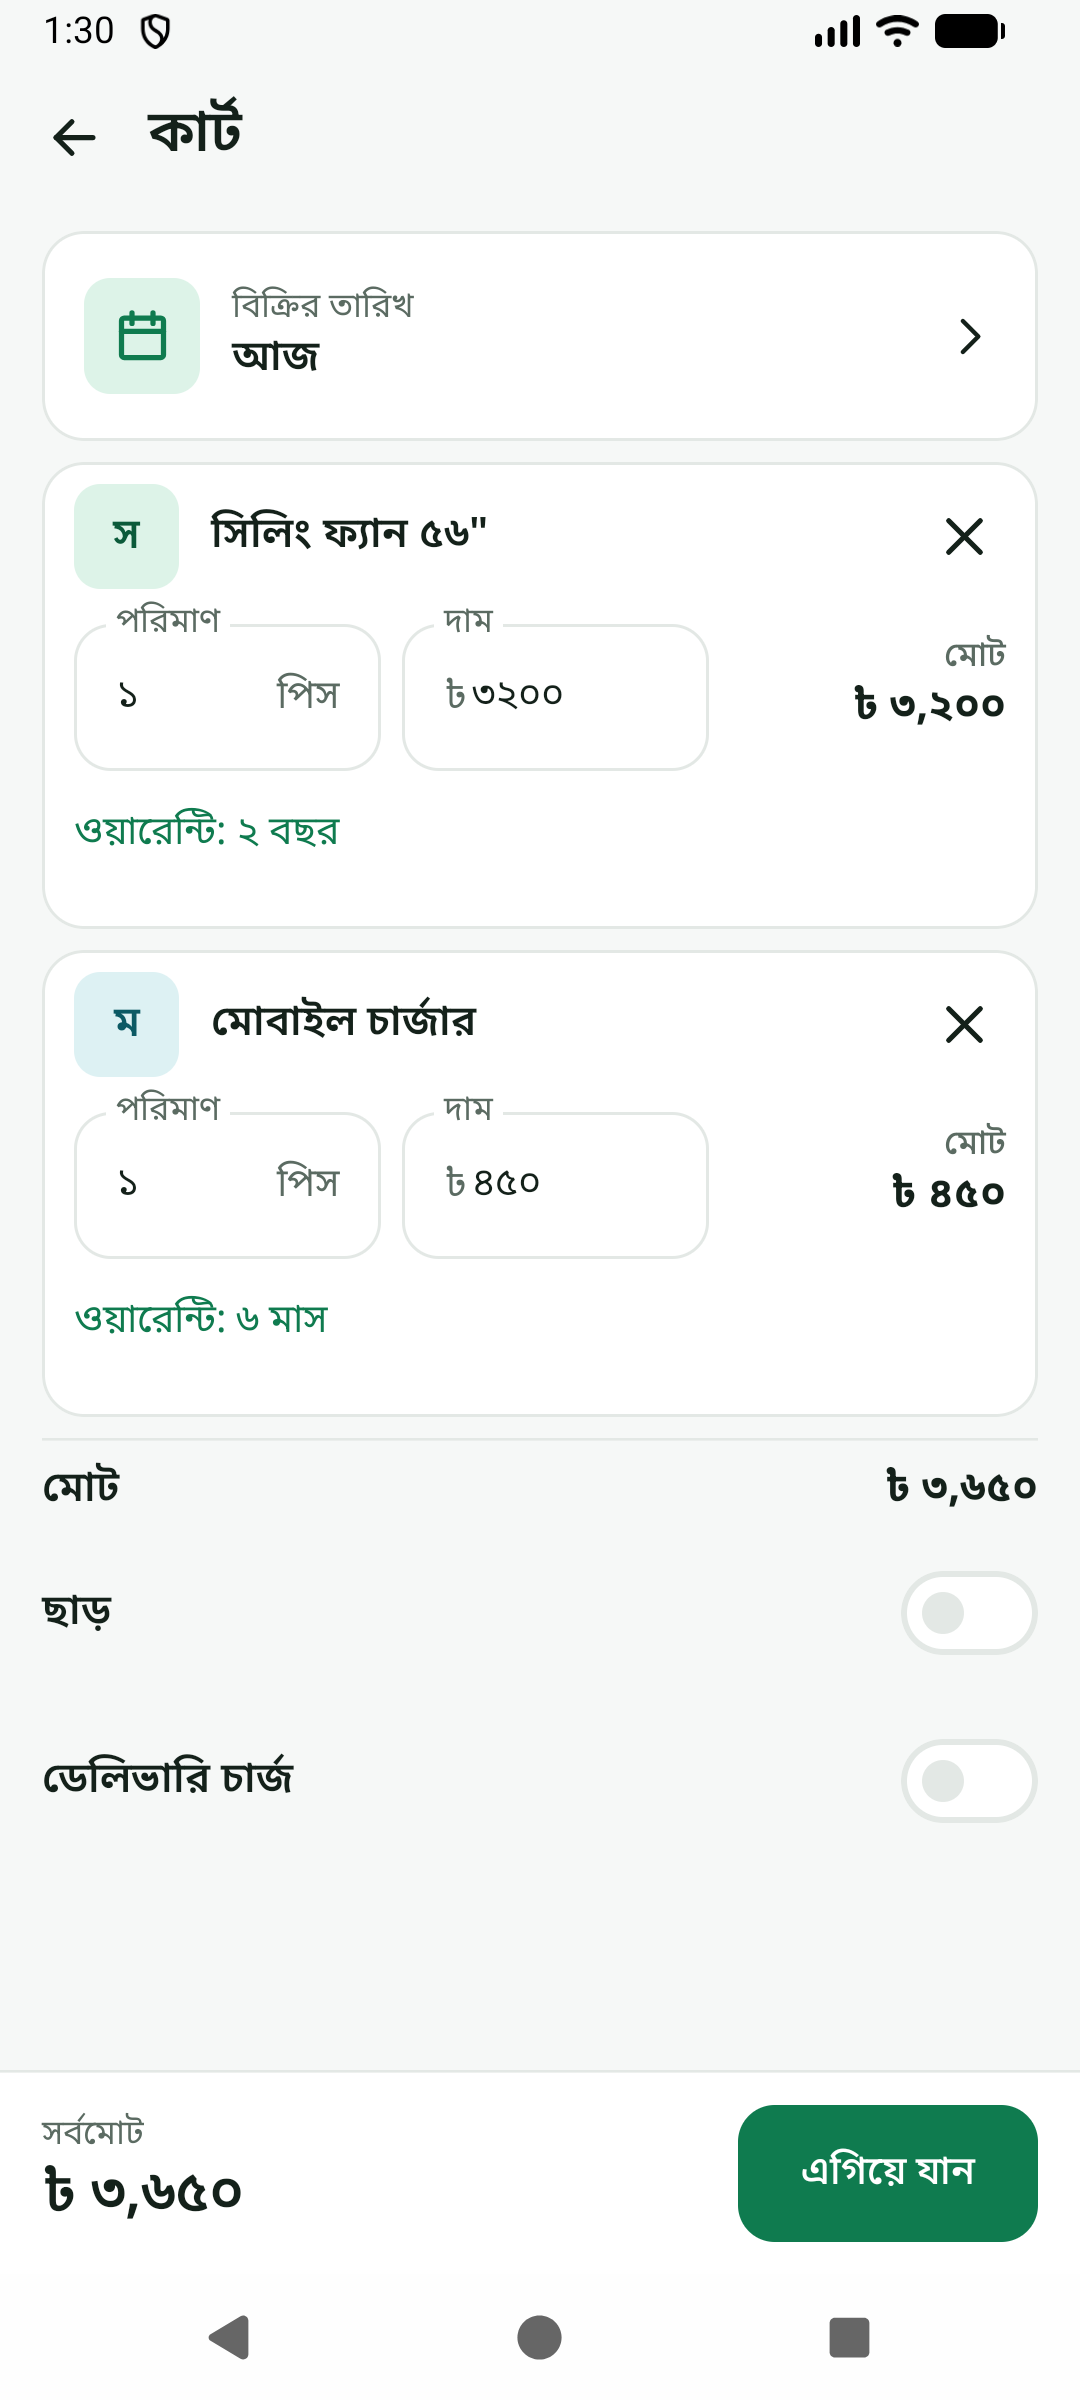 1:30
কার্ট
বিক্রির তারিখ
আজ
স
সিলিং ফ্যান ৫৬"
পরিমাণ
দাম
১ পিস
৳ ৩২০০
মোট
৳ ৩,২০০
ওয়ারেন্টি: ২ বছর
ম
মোবাইল চার্জার
পরিমাণ
দাম
১ পিস
৳ ৪৫০
মোট
৳ ৪৫০
ওয়ারেন্টি: ৬ মাস
মোট ৳ ৩,৬৫০
ছাড়
ডেলিভারি চার্জ
সর্বমোট
৳ ৩,৬৫০
এগিয়ে যান